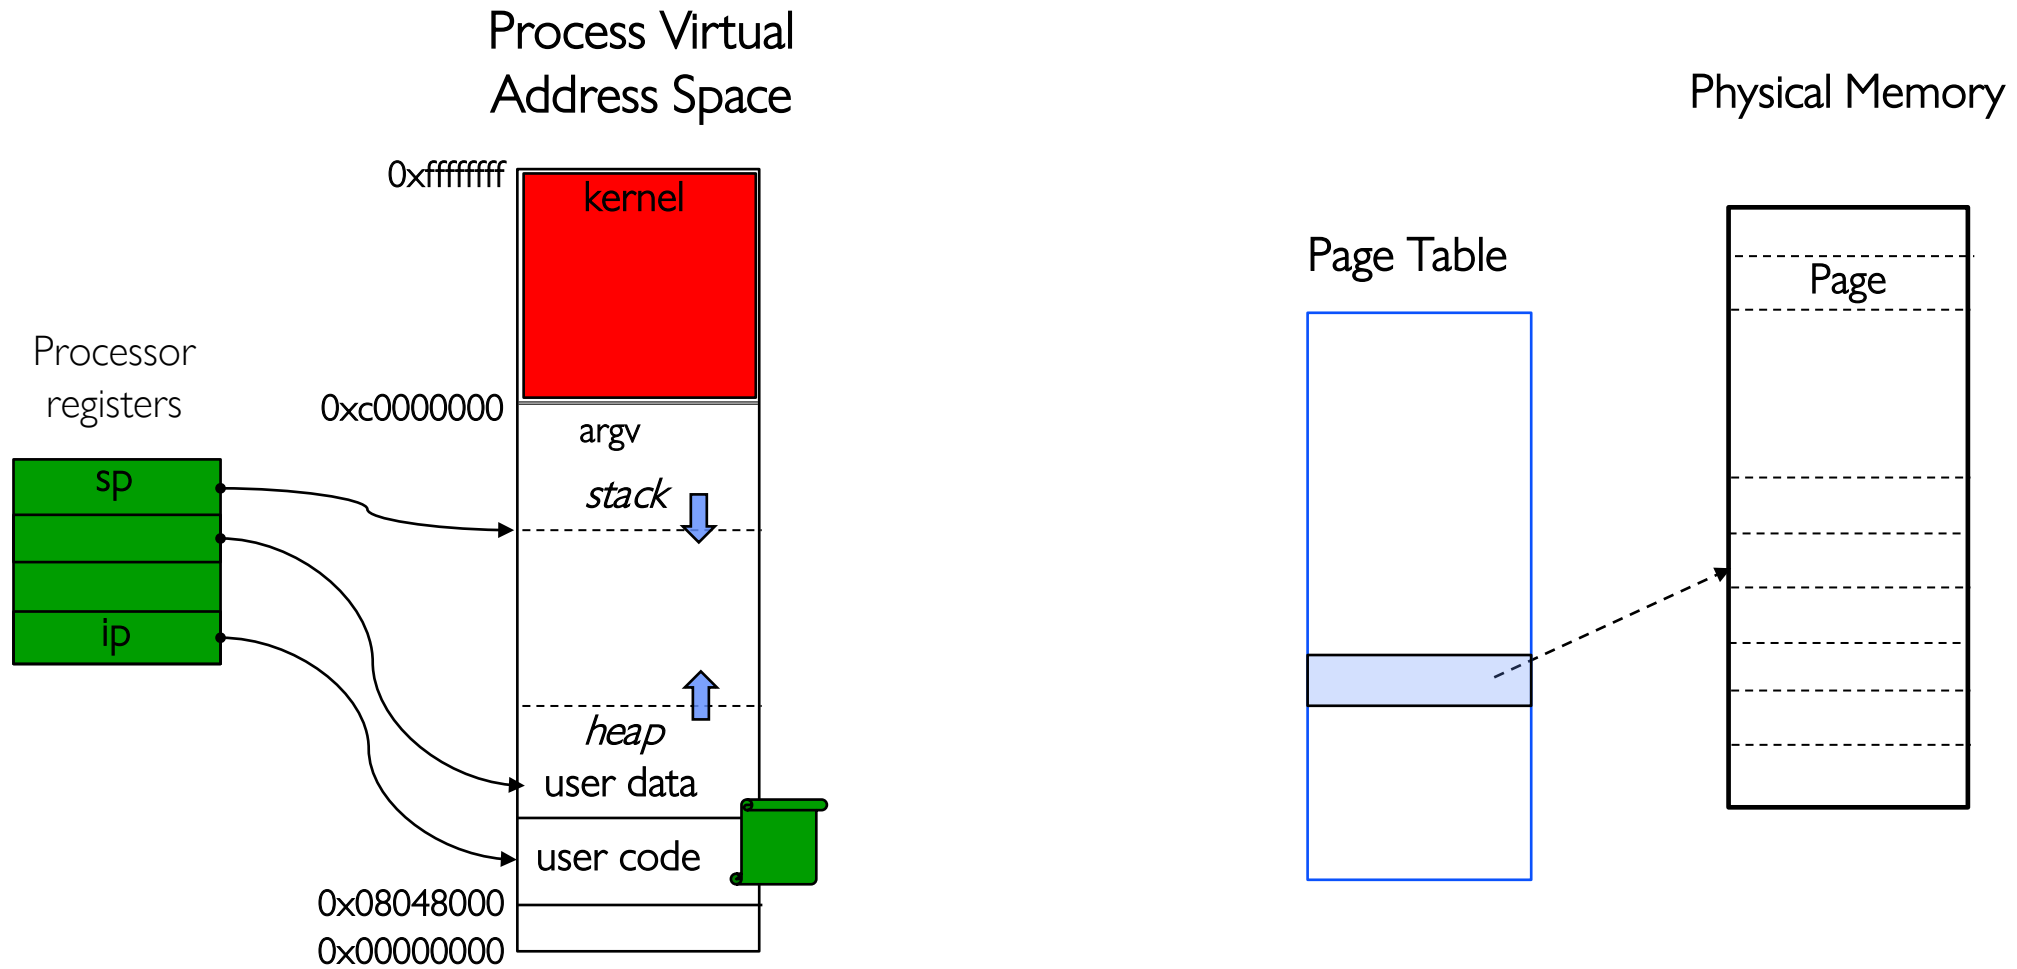 Process Virtual
Address Space
Physical Memory
0xffffffff
kernel
Page Table
Page
Processor
registers
0xc0000000
argv
sp
stack
ip
heap
user data
user code
0x08048000
0x00000000